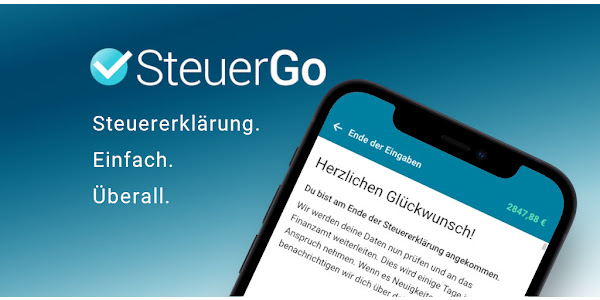 SteuerGo
Steuererklärung.
Einfach.
Überall.
Ende der Eingaben
2847,88 €
Herzlichen Glückwunsch!
Du bist am Ende der Steuererklärung angekommen.
Wir werden deine Daten nun prüfen und an das
Finanzamt weiterleiten. Dies wird einige Tage
Anspruch nehmen. Wenn es Neuigkeite
benachrichtigen wir dich über d